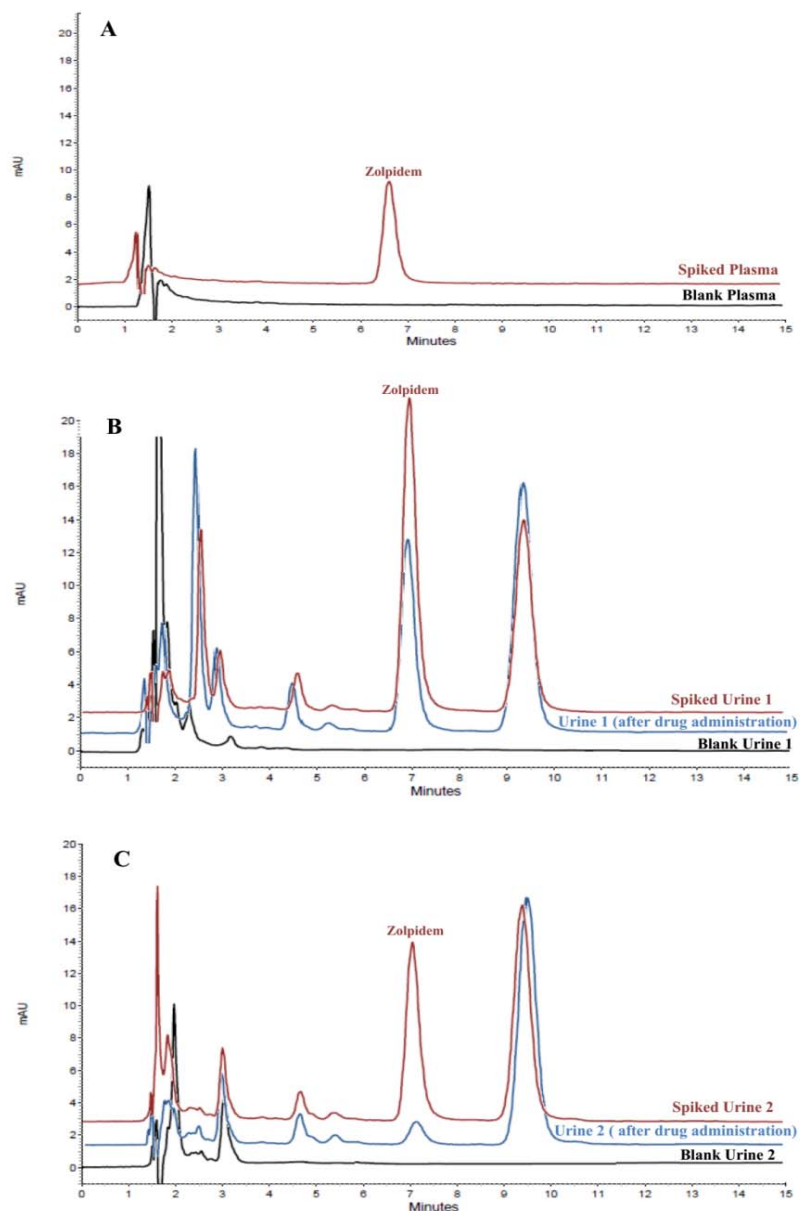 A
20
18
16
14
12
10
8
6
4
2
0
mAU
Zolpidem
Spiked Plasma
Blank Plasma
0 1 2 3 4 5 6 7 8 9 10 11 12 13 14 15
Minutes
B
20
18
16
14
12
10
8
6
4
2
0
mAU
Zolpidem
Spiked Urine 1
Urine 1 (after drug administration)
Blank Urine 1
0 1 2 3 4 5 6 7 8 9 10 11 12 13 14 15
Minutes
C
20
18
16
14
12
10
8
6
4
2
0
mAU
Zolpidem
Spiked Urine 2
Urine 2 ( after drug administration)
Blank Urine 2
0 1 2 3 4 5 6 7 8 9 10 11 12 13 14 15
Minutes